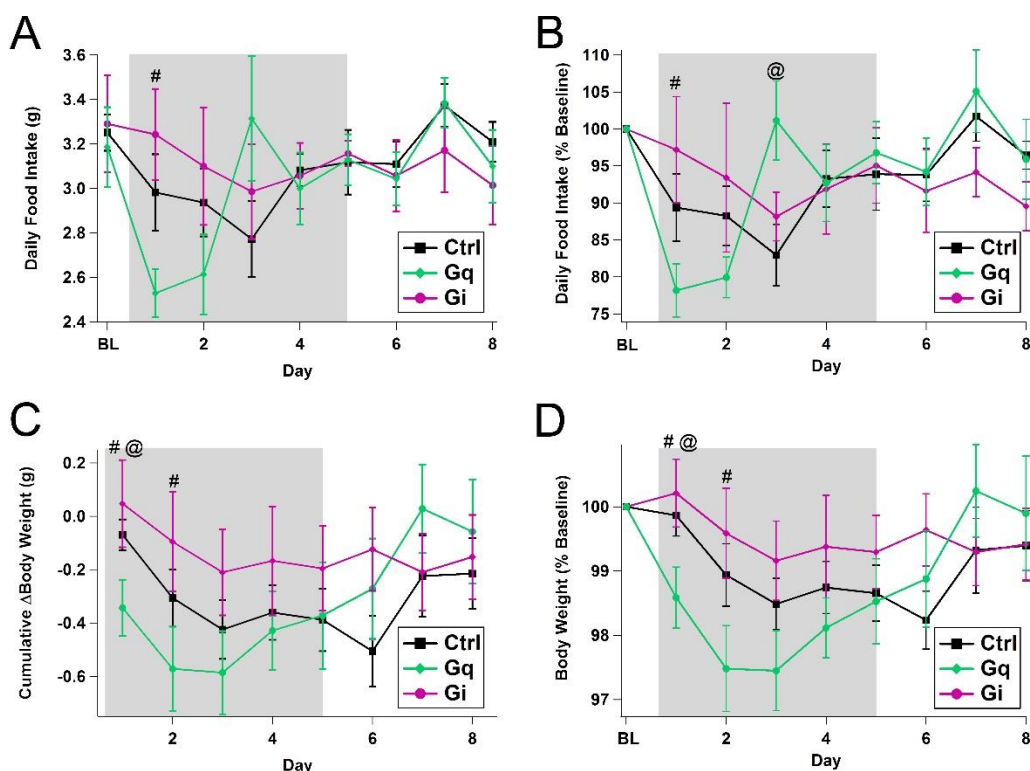 A
Daily Food Intake (g)
3.6
3.4
3.2
3.0
2.8
2.6
2.4
#
Ctrl
Gq
Gi
BL 2 4 6 8
Day
B
Daily Food Intake (% Baseline)
110
105
100
95
90
85
80
75
#
@
Ctrl
Gq
Gi
BL 2 4 6 8
Day
C
Cumulative ΔBody Weight (g)
0.2
0.0
-0.2
-0.4
-0.6
# @
#
Ctrl
Gq
Gi
2 4 6 8
Day
D
Body Weight (% Baseline)
100
99
98
97
# @
#
Ctrl
Gq
Gi
BL 2 4 6 8
Day